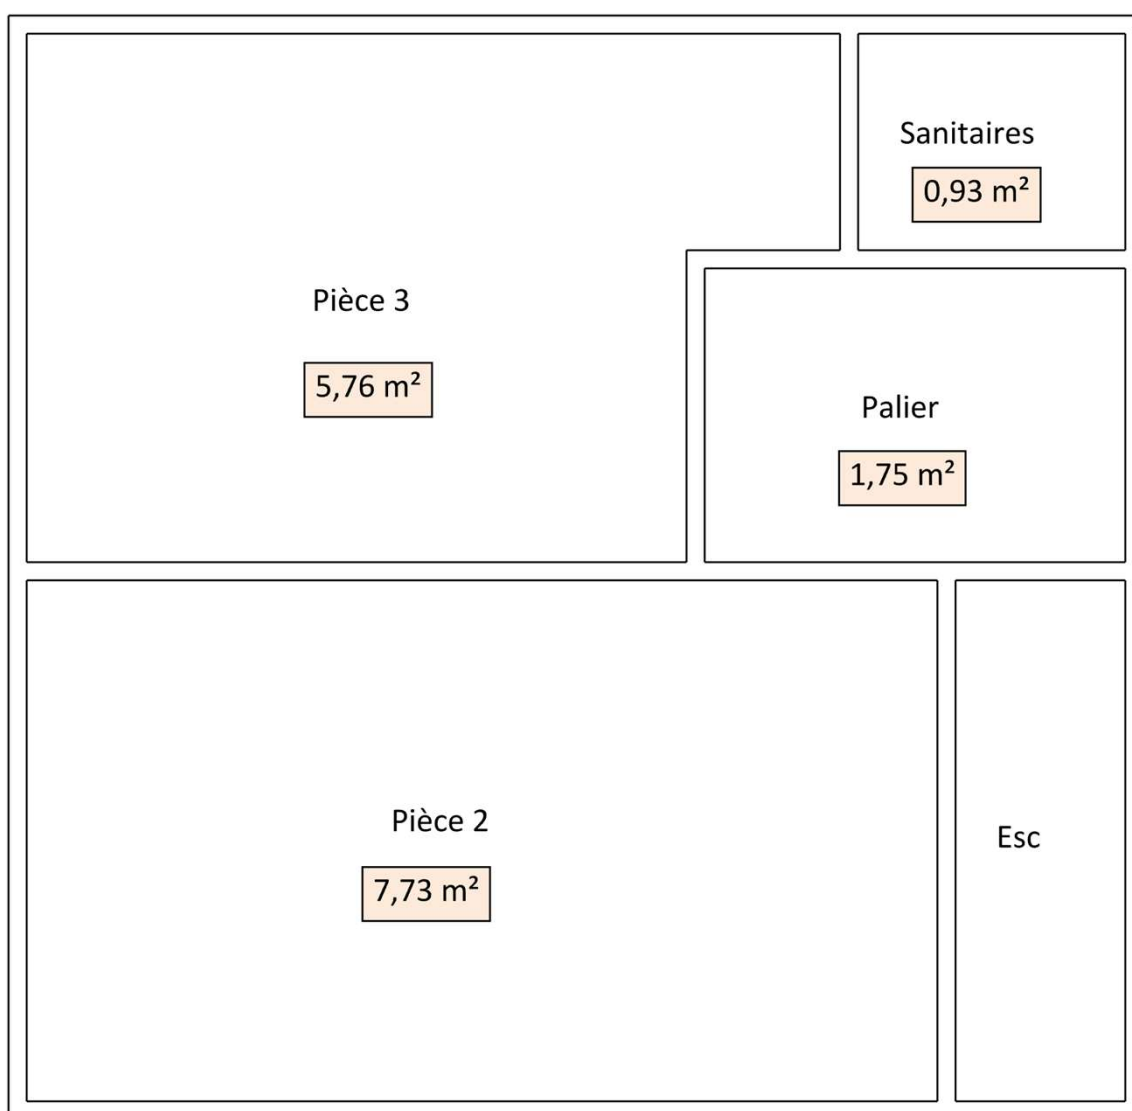 Sanitaires
0,93 m²
Pièce 3
5,76 m²
Palier
1,75 m²
Pièce 2
7,73 m²
Esc